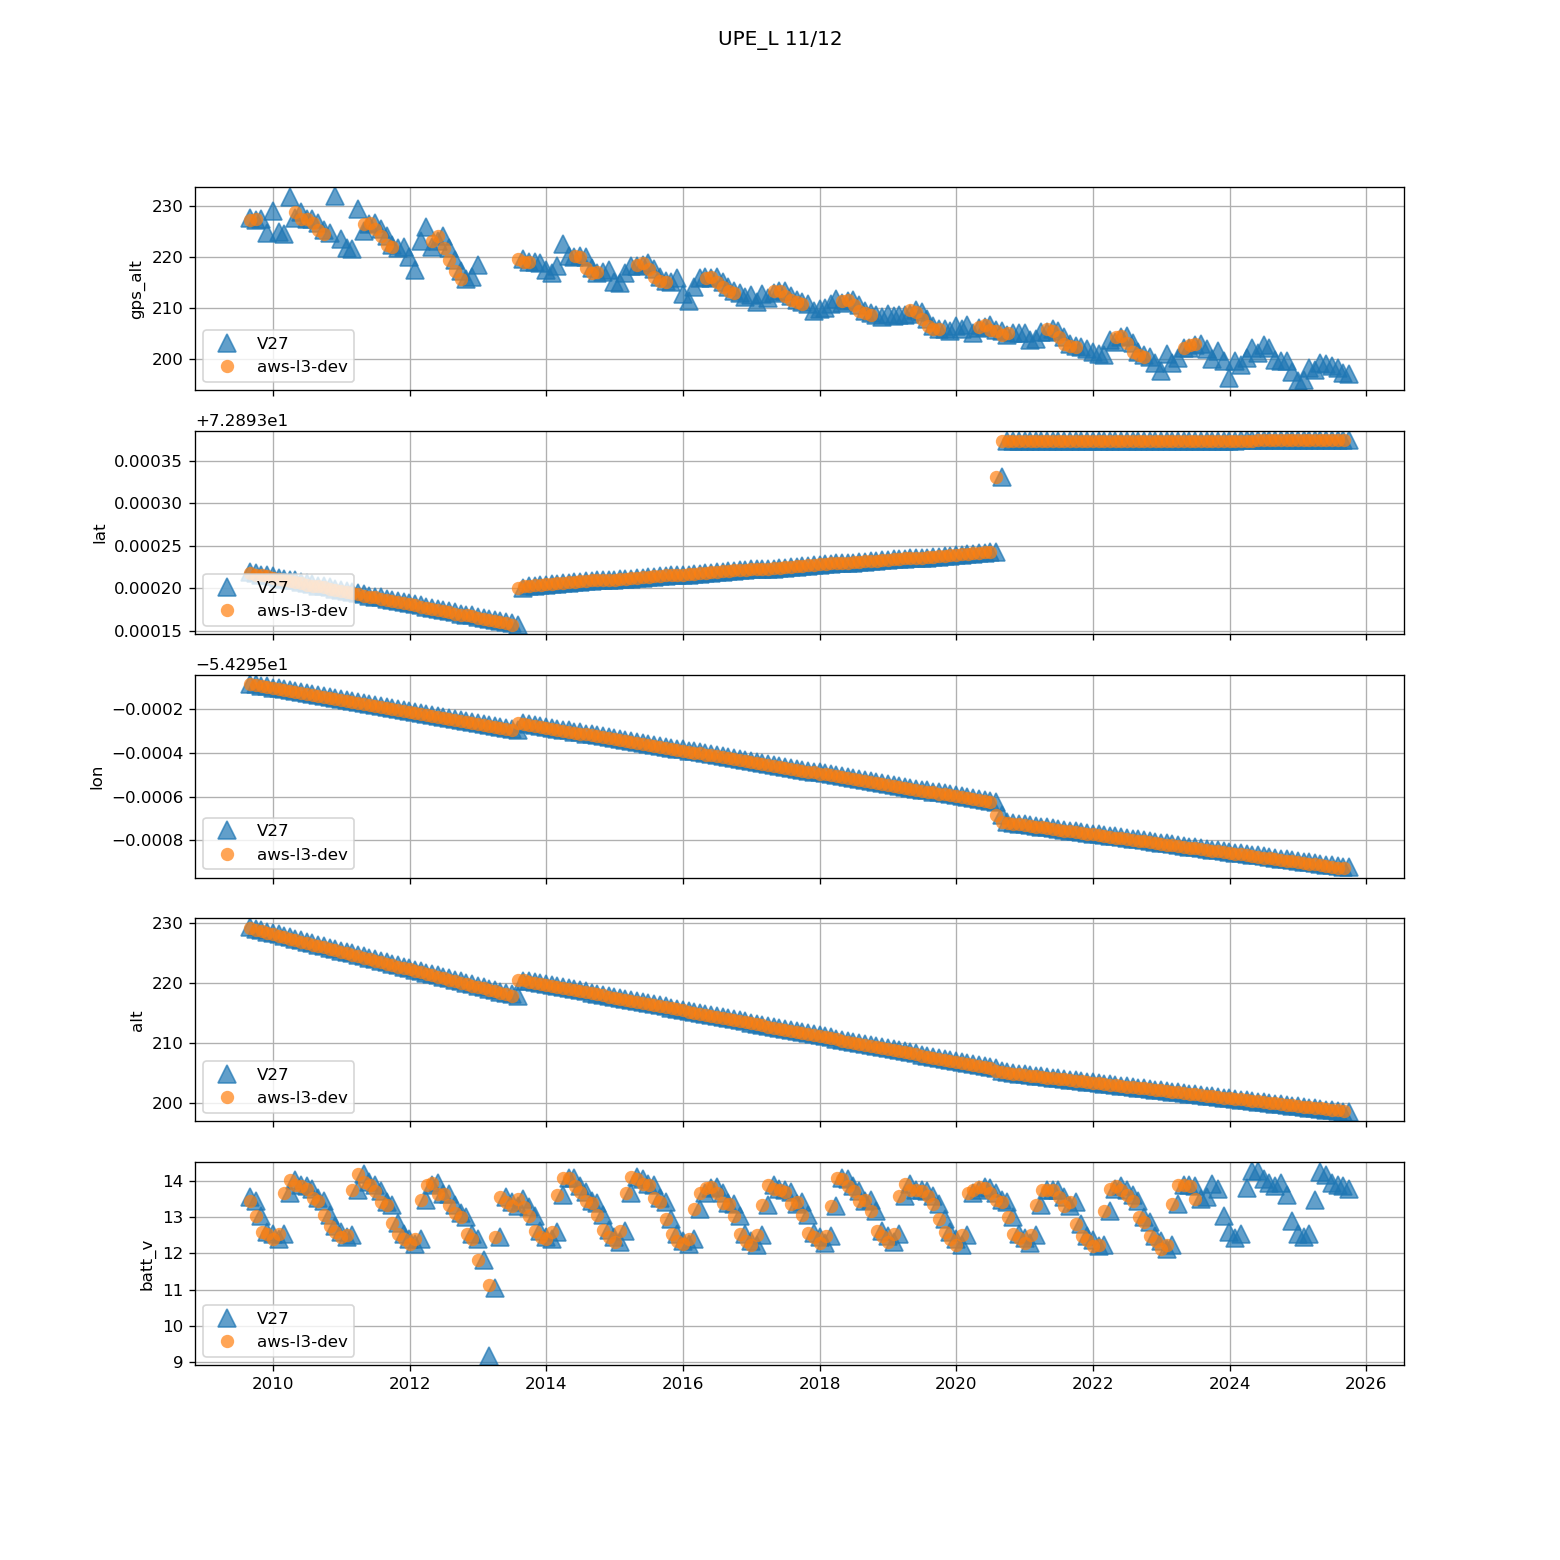 UPE_L 11/12
230
220
210
200
gps_alt
V27
aws-l3-dev
+7.2893e1
0.00035
0.00030
0.00025
0.00020
0.00015
lat
V27
aws-l3-dev
−5.4295e1
−0.0002
−0.0004
−0.0006
−0.0008
lon
V27
aws-l3-dev
230
220
210
200
alt
V27
aws-l3-dev
14
13
12
11
10
9
batt_v
V27
aws-l3-dev
2010 2012 2014 2016 2018 2020 2022 2024 2026